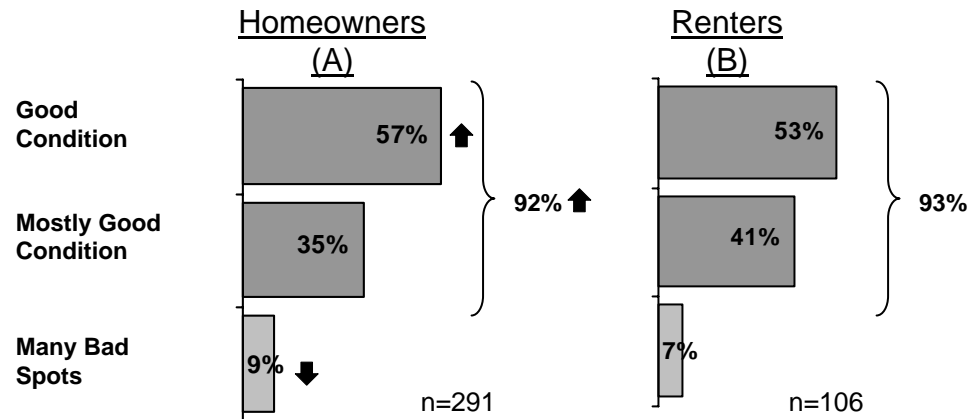 Homeowners
(A)
Renters
(B)
Good
Condition
57%
53%
92%
93%
Mostly Good
Condition
35%
41%
Many Bad
Spots
9%
7%
n=291
n=106